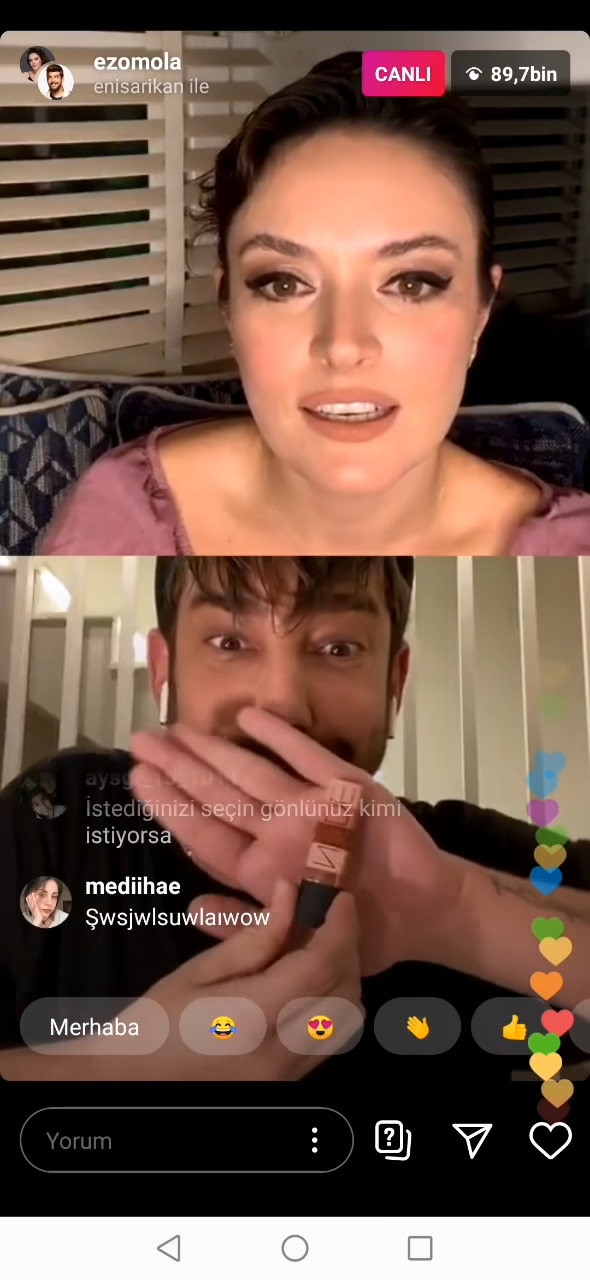 ezomola
enisarikan ile
CANLI
89,7bin
İstediğinizi seçin gönlünüz kimi
istiyorsa
mediihae
Şwsjwlsuwlaıwow
Merhaba
Yorum